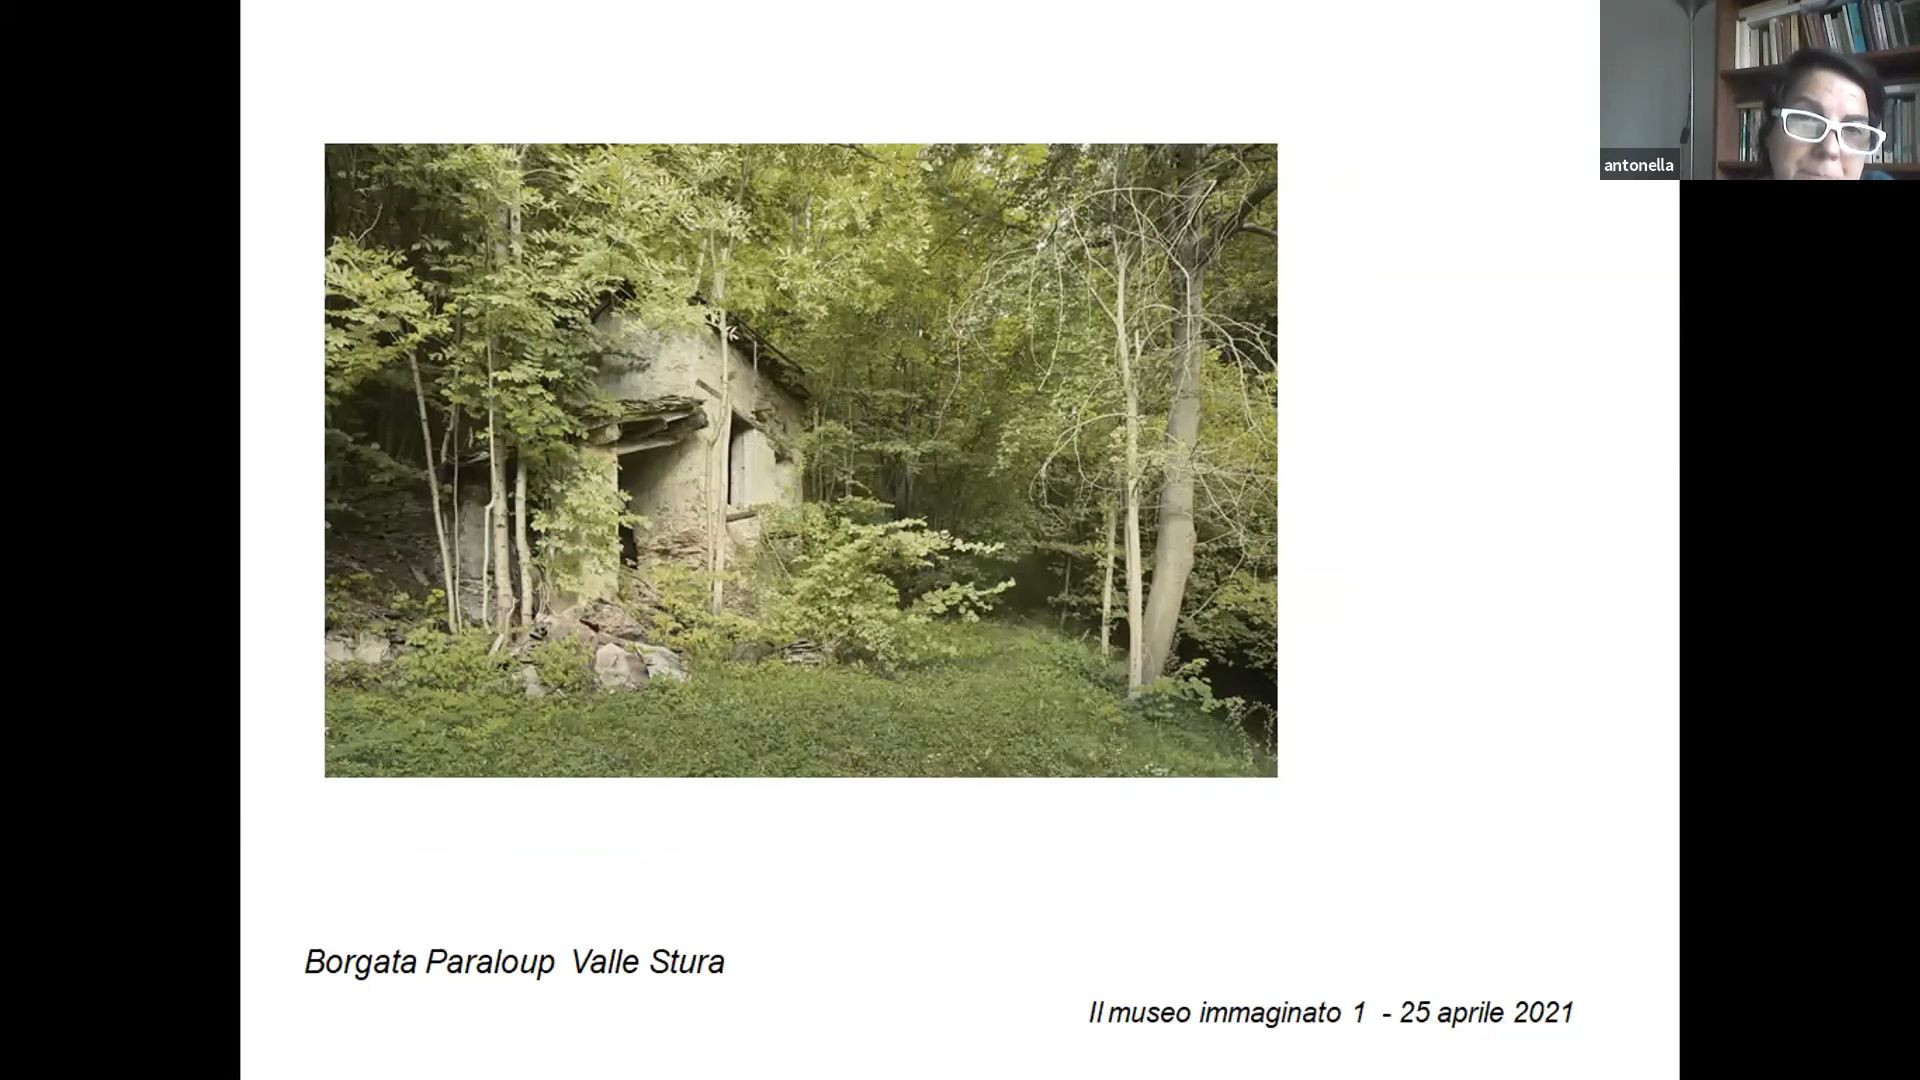 antonella
Borgata Paraloup Valle Stura
Il museo immaginato 1 - 25 aprile 2021